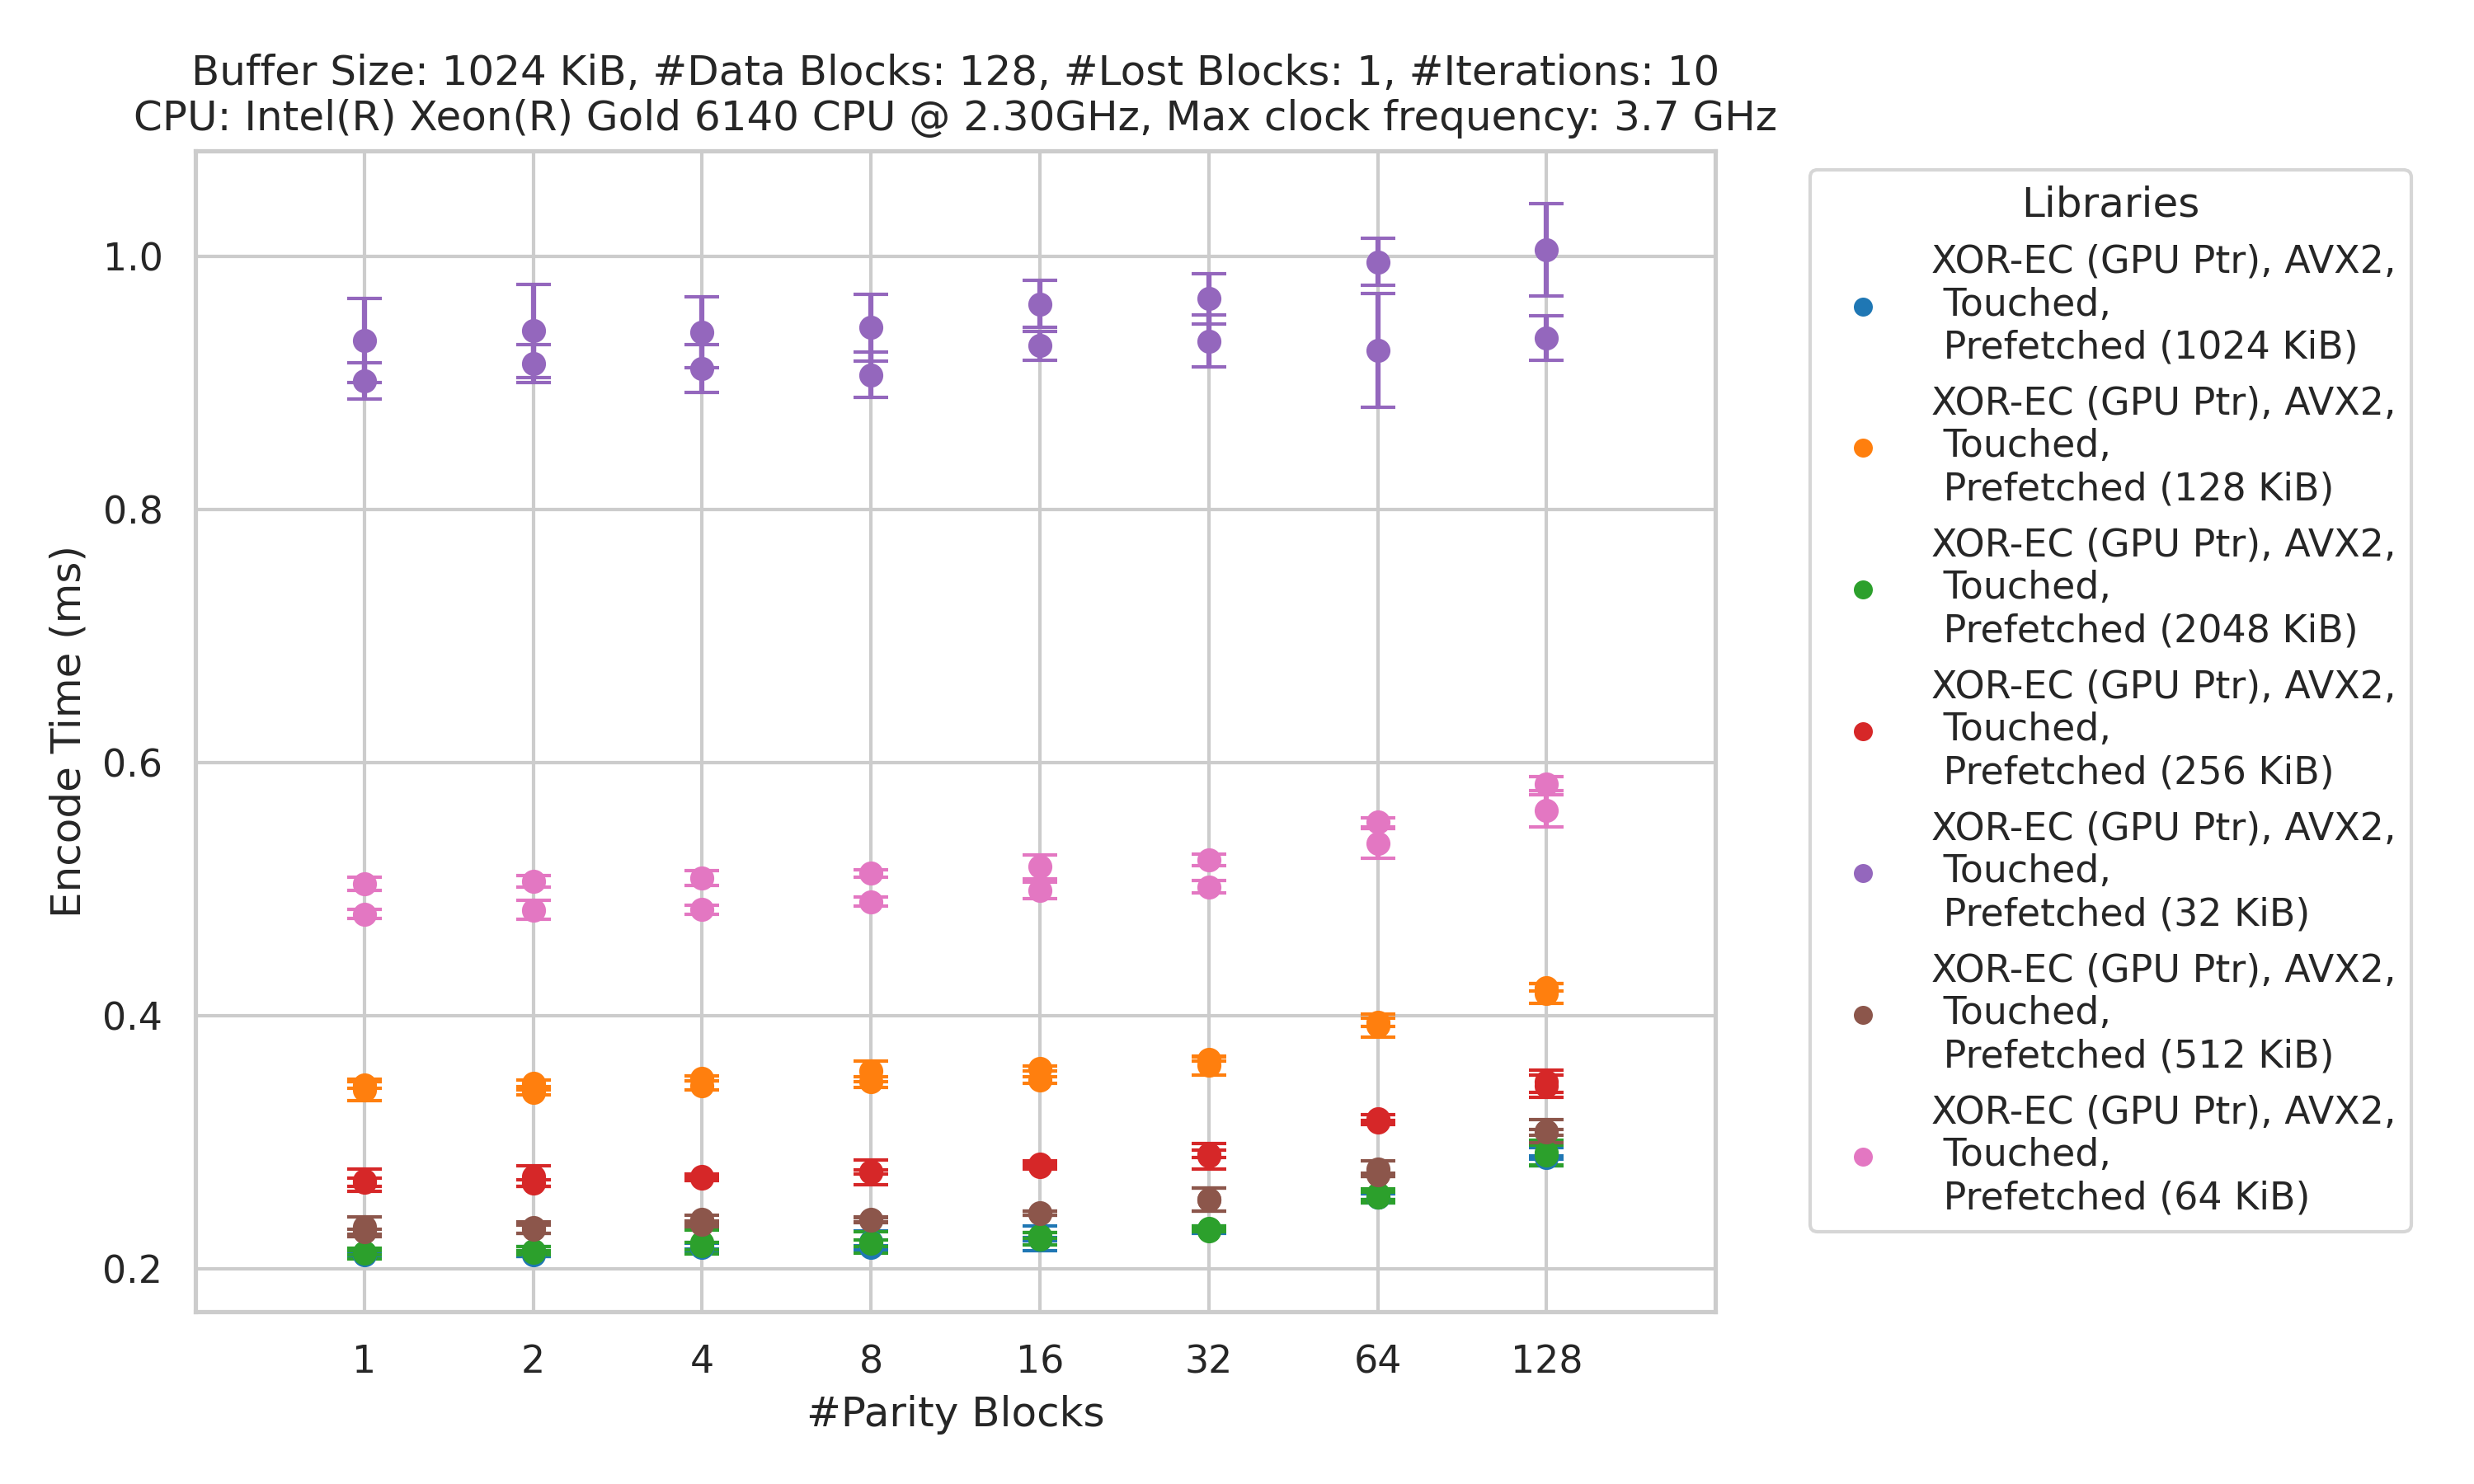 Buffer Size: 1024 KiB, #Data Blocks: 128, #Lost Blocks: 1, #Iterations: 10
CPU: Intel(R) Xeon(R) Gold 6140 CPU @ 2.30GHz, Max clock frequency: 3.7 GHz
Encode Time (ms)
1.0
0.8
0.6
0.4
0.2
1
2
4
8
16
32
64
128
#Parity Blocks
Libraries
XOR-EC (GPU Ptr), AVX2,
Touched,
Prefetched (1024 KiB)
XOR-EC (GPU Ptr), AVX2,
Touched,
Prefetched (128 KiB)
XOR-EC (GPU Ptr), AVX2,
Touched,
Prefetched (2048 KiB)
XOR-EC (GPU Ptr), AVX2,
Touched,
Prefetched (256 KiB)
XOR-EC (GPU Ptr), AVX2,
Touched,
Prefetched (32 KiB)
XOR-EC (GPU Ptr), AVX2,
Touched,
Prefetched (512 KiB)
XOR-EC (GPU Ptr), AVX2,
Touched,
Prefetched (64 KiB)